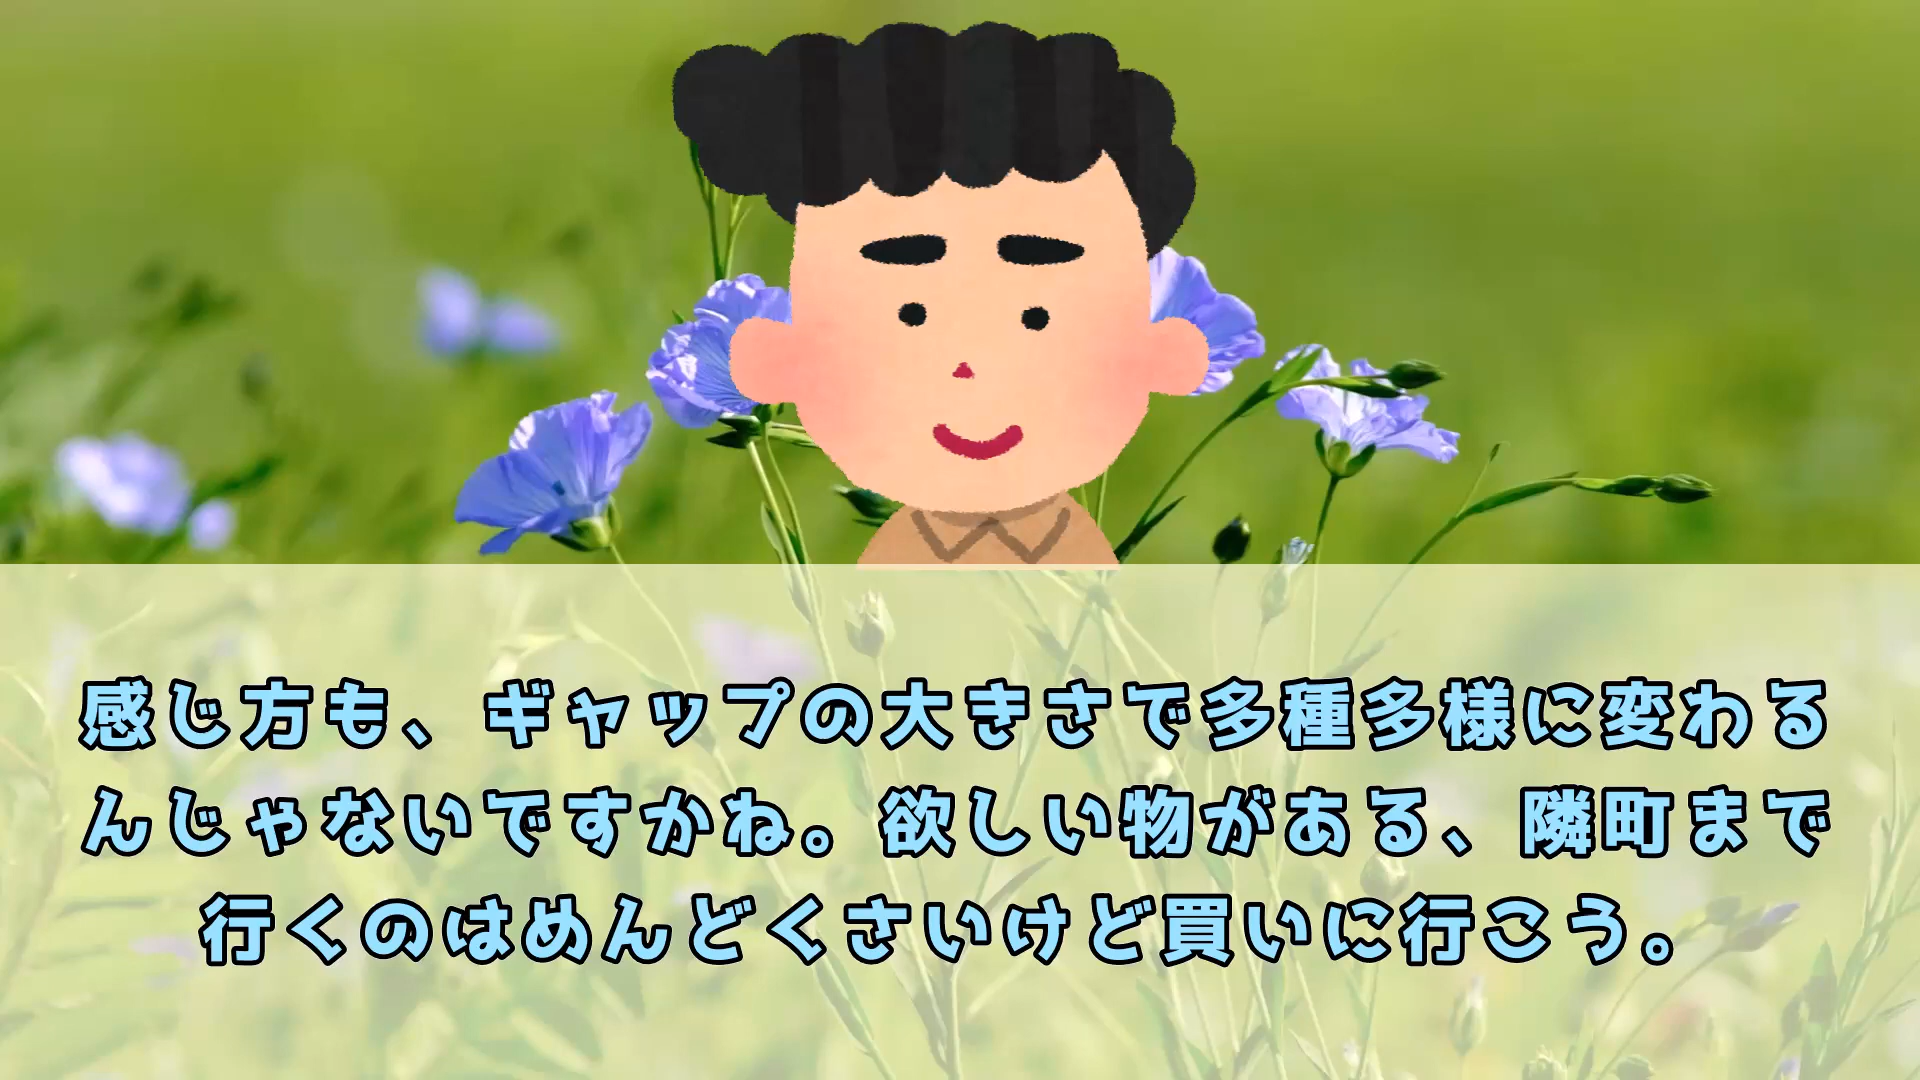 感じ方も、ギャップの大きさで多種多様に変わる
んじゃないですかね。欲しい物がある、隣町まで
行くのはめんどくさいけど買いに行こう。